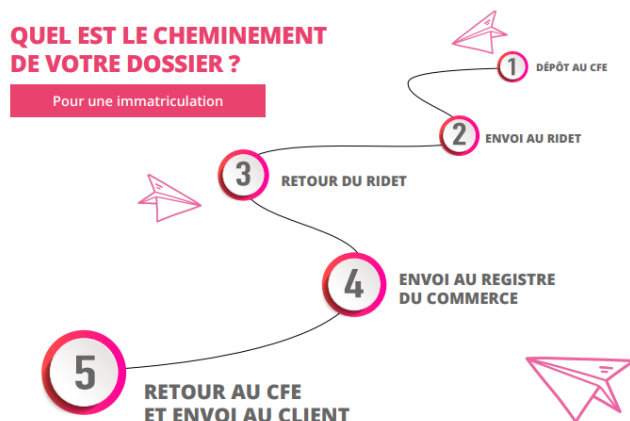 QUEL EST LE CHEMINEMENT
DE VOTRE DOSSIER ?
Pour une immatriculation
1
DÉPÔT AU CFE
2
ENVOI AU RIDET
3
RETOUR DU RIDET
4
ENVOI AU REGISTRE
DU COMMERCE
5
RETOUR AU CFE
ET ENVOI AU CLIENT